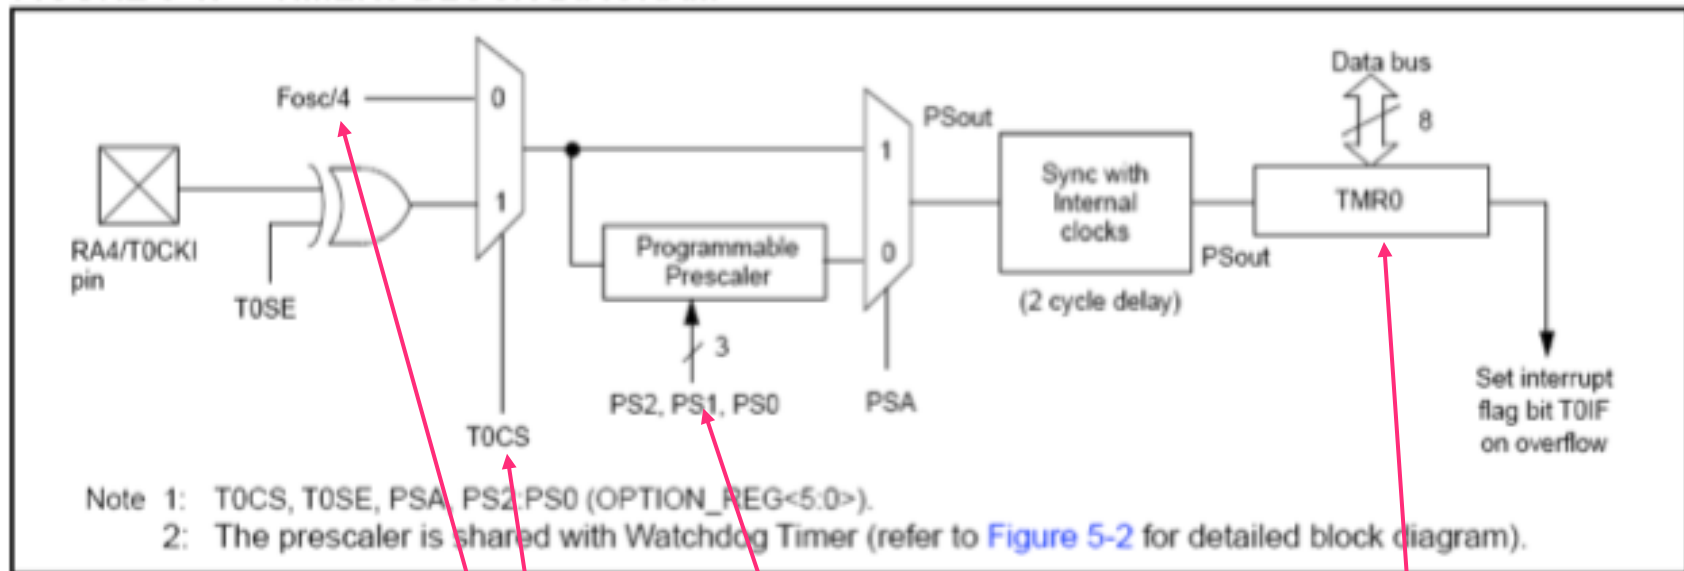 Data bus
Fosc/4
0
PSout
8
1
Sync with
Internal
clocks
TMR0
1
RA4/T0CKI
pin
Programmable
Prescaler
0
PSout
T0SE
(2 cycle delay)
3
PS2, PS1, PS0
PSA
Set interrupt
flag bit T0IF
on overflow
T0CS
Note 1: T0CS, T0SE, PSA, PS2:PS0 (OPTION_REG<5:0>).
2: The prescaler is shared with Watchdog Timer (refer to Figure 5-2 for detailed block diagram).